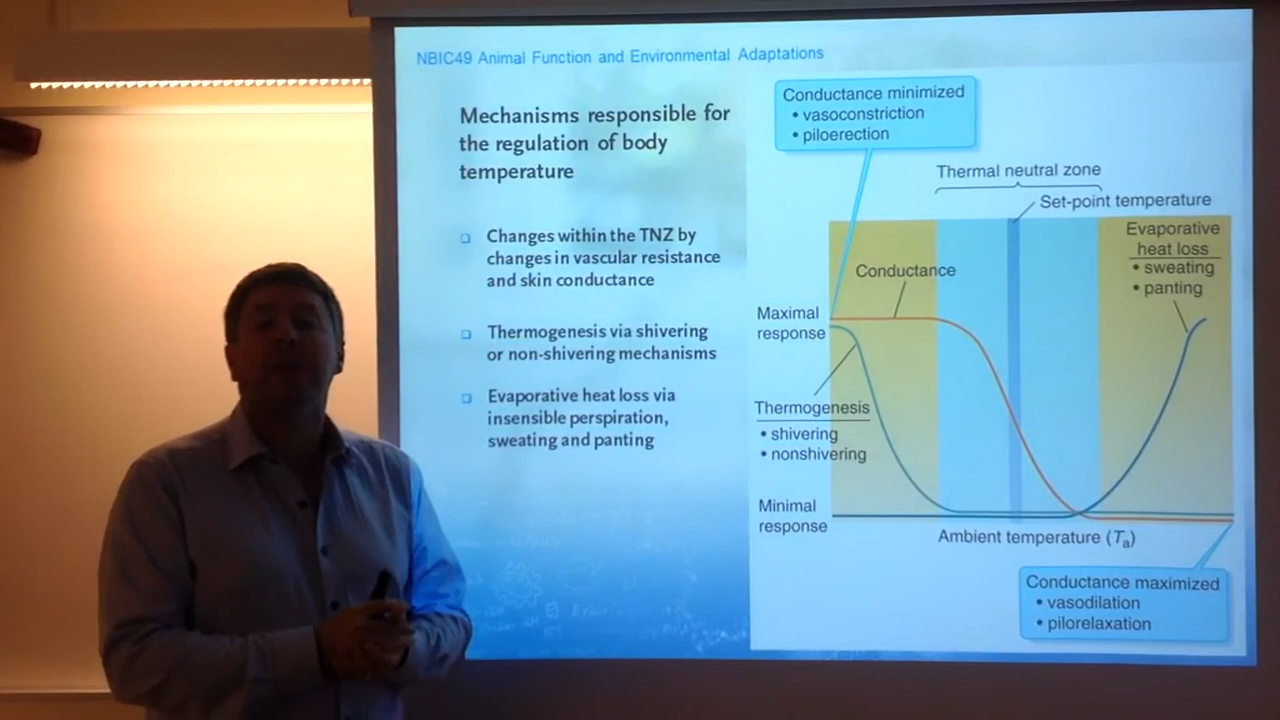 NBIC49 Animal Function and Environmental Adaptations
Mechanisms responsible for
the regulation of body
temperature
Changes within the TNZ by
changes in vascular resistance
and skin conductance
Thermogenesis via shivering
or non-shivering mechanisms
Evaporative heat loss via
insensible perspiration,
sweating and panting
Conductance minimized
• vasoconstriction
• piloerection
Thermal neutral zone
Set-point temperature
Evaporative
heat loss
• sweating
• panting
Conductance
Maximal
response
Thermogenesis
• shivering
• nonshivering
Minimal
response
Ambient temperature (Ta)
Conductance maximized
• vasodilation
• pilorelaxation